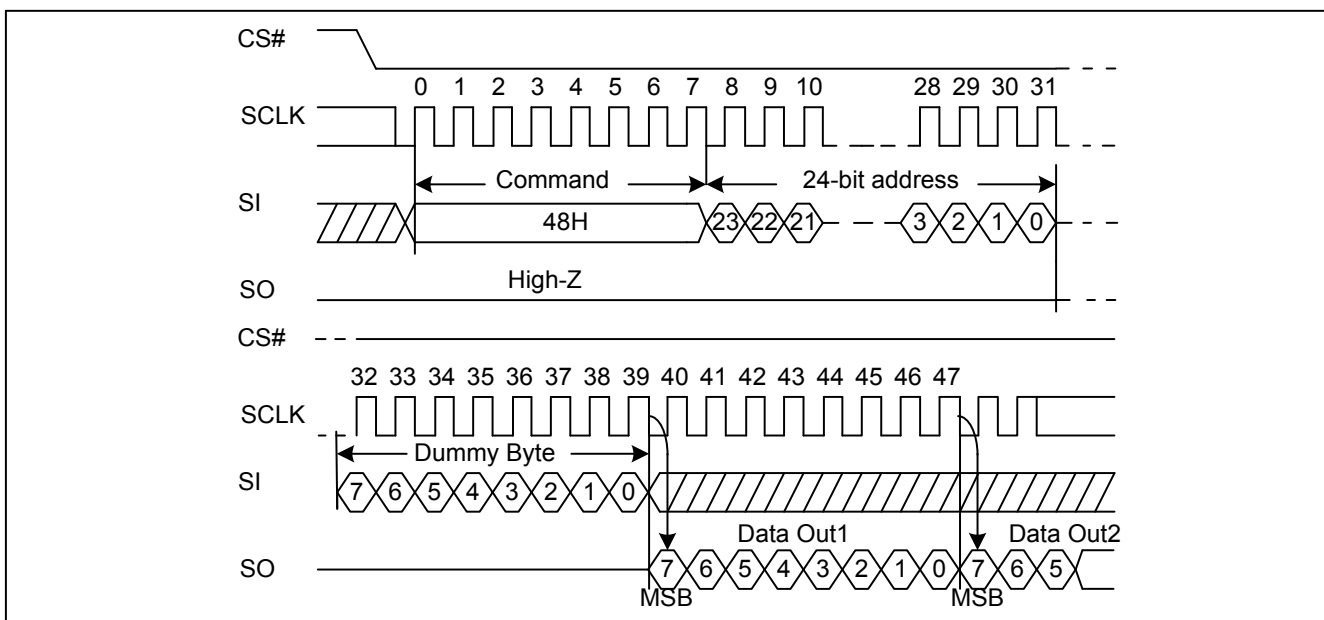 CS#
0 1 2 3 4 5 6 7 8 9 10 28 29 30 31
SCLK
Command 24-bit address
SI
48H 23 22 21 3 2 1 0
High-Z
SO
CS#
32 33 34 35 36 37 38 39 40 41 42 43 44 45 46 47
SCLK
Dummy Byte
SI
7 6 5 4 3 2 1 0
Data Out1 Data Out2
SO
7 6 5 4 3 2 1 0 7 6 5
MSB MSB